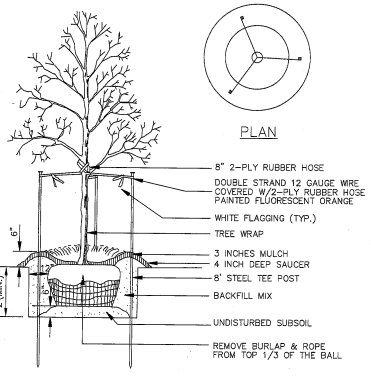 PLAN
8" 2-PLY RUBBER HOSE
DOUBLE STRAND 12 GAUGE WIRE
COVERED W/2-PLY RUBBER HOSE
PAINTED FLUORESCENT ORANGE
WHITE FLAGGING (TYP.)
TREE WRAP
6"
3 INCHES MULCH
4 INCH DEEP SAUCER
8' STEEL TEE POST
6"
BACKFILL MIX
UNDISTURBED SUBSOIL
REMOVE BURLAP & ROPE
FROM TOP 1/3 OF THE BALL